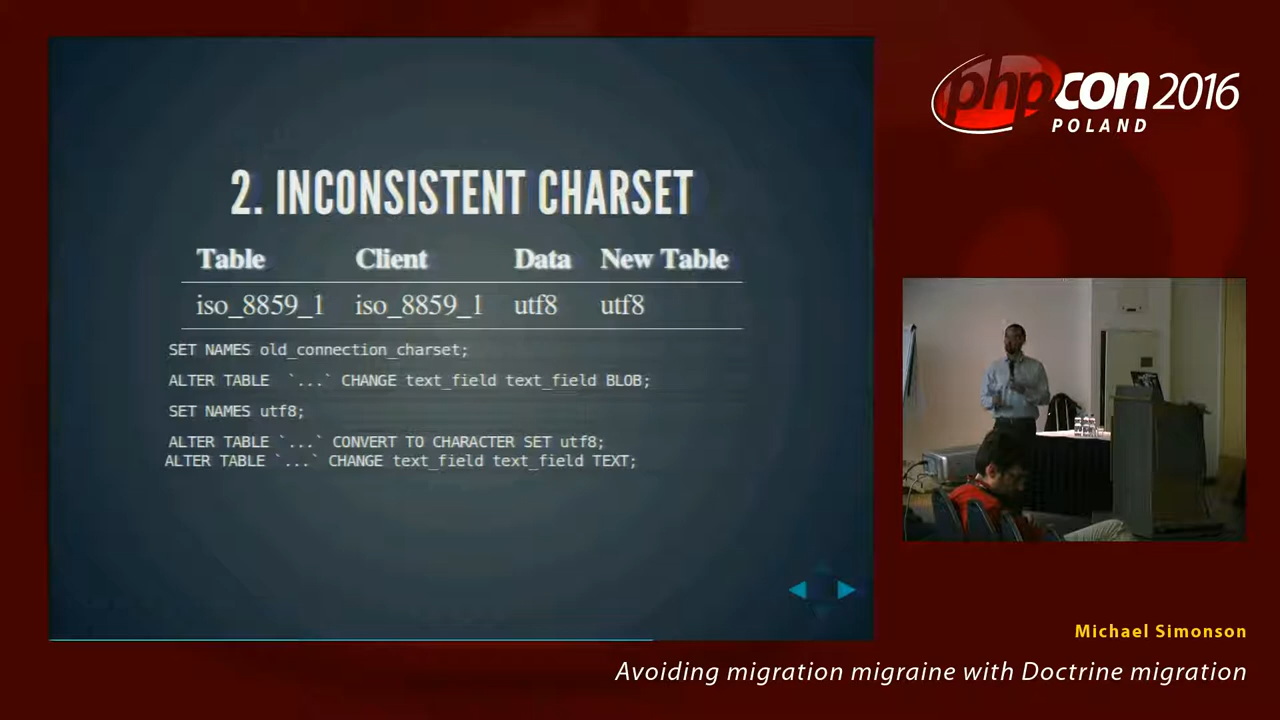 2. INCONSISTENT CHARSET
Table Client Data New Table
iso_8859_1 iso_8859_1 utf8 utf8
SET NAMES old_connection_charset;
ALTER TABLE `...` CHANGE text_field text_field BLOB;
SET NAMES utf8;
ALTER TABLE `...` CONVERT TO CHARACTER SET utf8;
ALTER TABLE `...` CHANGE text_field text_field TEXT;
phpcon 2016
POLAND
Michael Simonson
Avoiding migration migraine with Doctrine migration